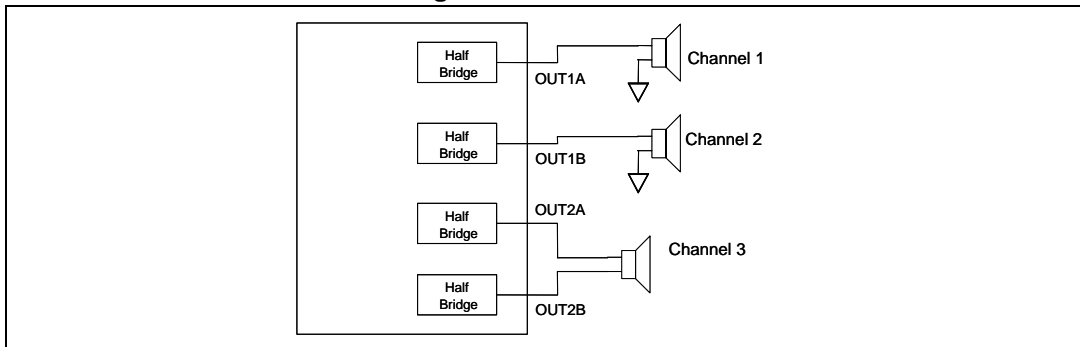 Half
Bridge
OUT1A
Channel 1
Half
Bridge
OUT1B
Channel 2
Half
Bridge
OUT2A
Channel 3
Half
Bridge
OUT2B